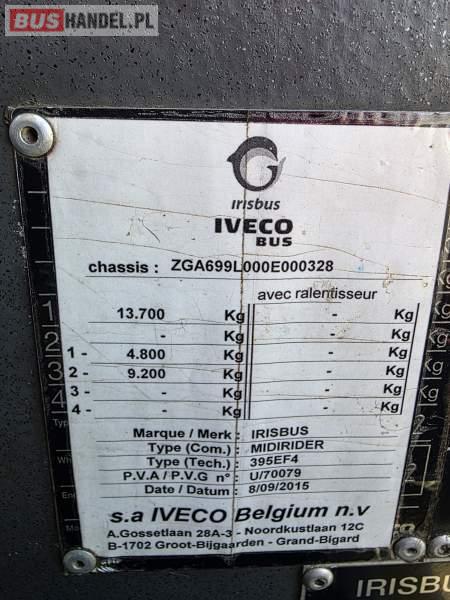 BUSHANDEL.PL
irisbus
IVECO
BUS
chassis : ZGA699L000E000328
avec ralentisseur
1 13.700 Kg - Kg
2 - Kg - Kg
3 1 - 4.800 Kg - Kg
2 - 9.200 Kg - Kg
4 3 - - Kg - Kg
4 - - Kg - Kg
Marque / Merk : IRISBUS
Type (Com.) : MIDIRIDER
Type (Tech.) : 395EF4
P.V.A / P.V.G n° : U/70079
Date / Datum : 8/09/2015
s.a IVECO Belgium n.v
A.Gossetlaan 28A-3 - Noordkustlaan 12C
B-1702 Groot-Bijgaarden - Grand-Bigard
IRISBU